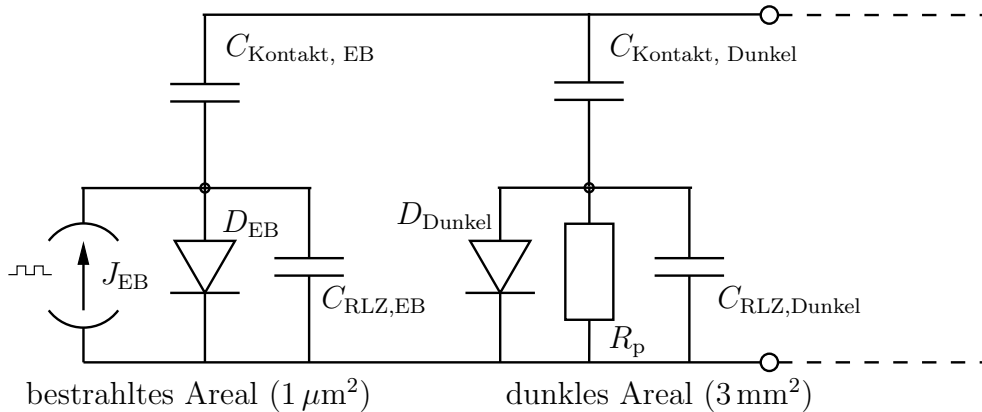 C_Kontakt, EB
C_Kontakt, Dunkel
D_EB
D_Dunkel
J_EB
C_RLZ,EB
C_RLZ,Dunkel
R_p
bestrahltes Areal (1 μm²)
dunkles Areal (3 mm²)